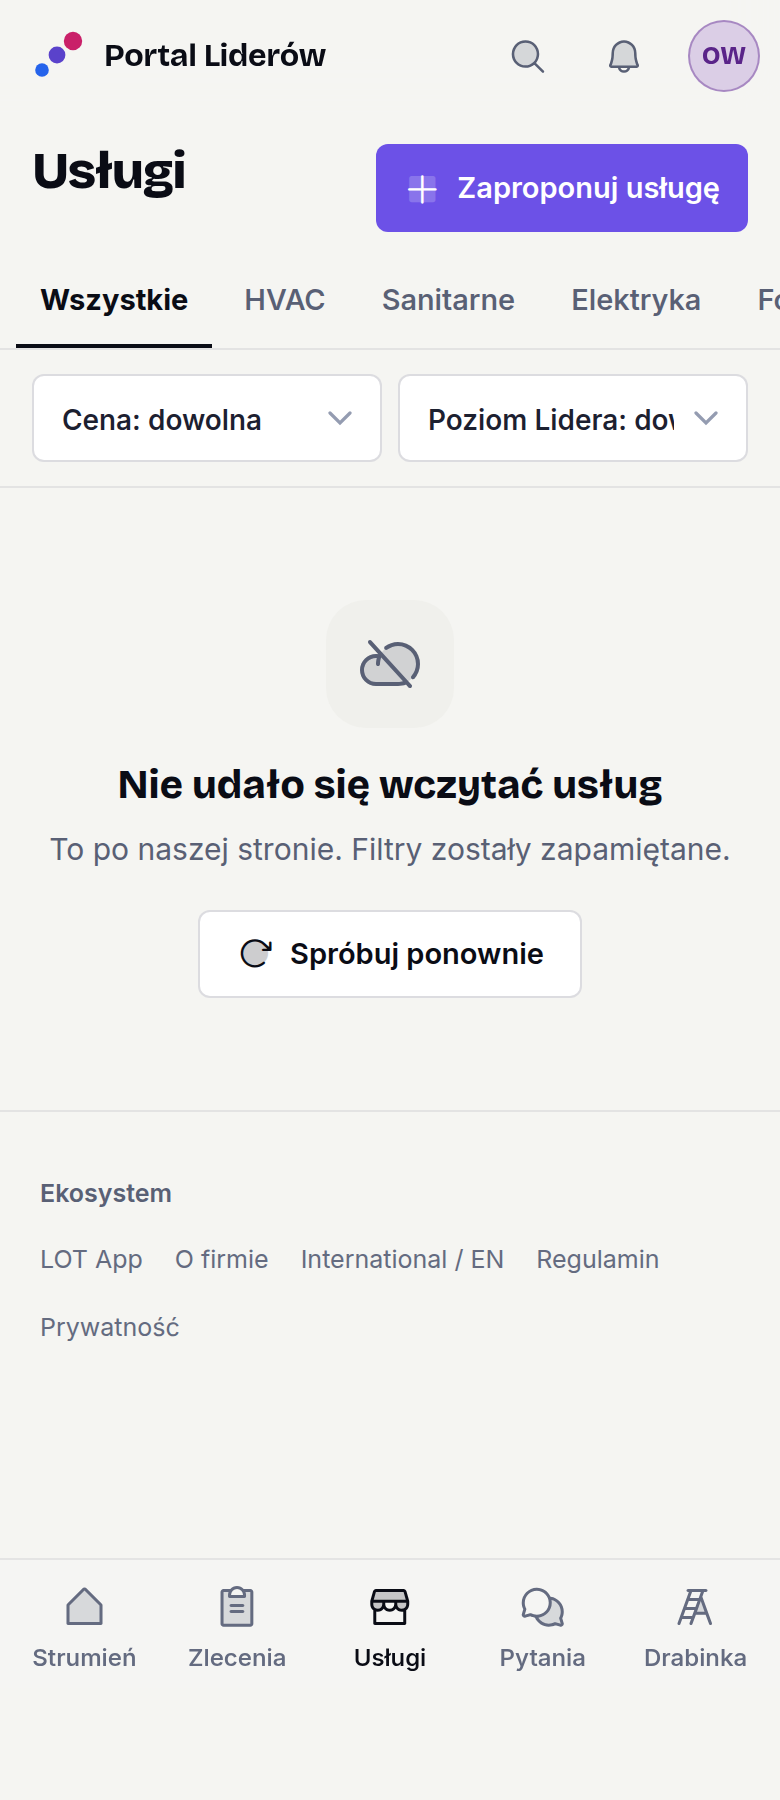 Portal Liderów
OW
Usługi
Zaproponuj usługę
Wszystkie HVAC Sanitarne Elektryka
Cena: dowolna
Poziom Lidera:
Nie udało się wczytać usług
To po naszej stronie. Filtry zostały zapamiętane.
Spróbuj ponownie
Ekosystem
LOT App O firmie International / EN Regulamin
Prywatność
Strumień Zlecenia Usługi Pytania Drabinka